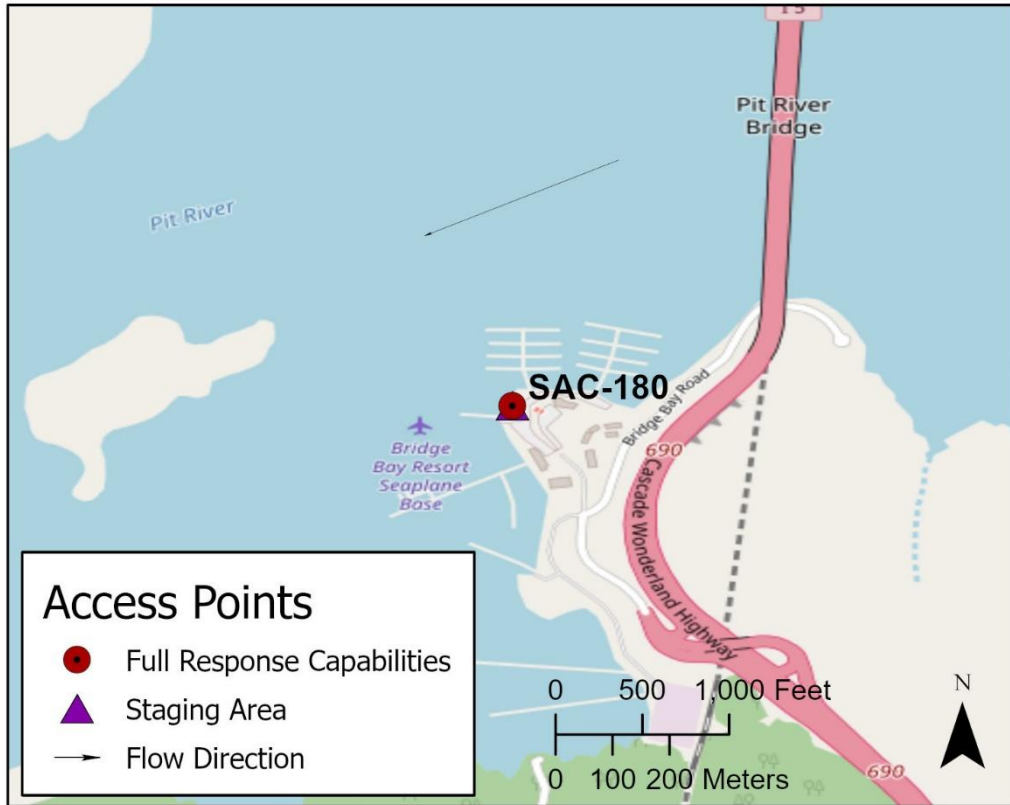 I 5
Pit River
Bridge
Pit River
SAC-180
Bridge Bay Road
690
Bridge
Bay Resort
Seaplane
Base
Cascade Wonderland Highway
Access Points
Full Response Capabilities
Staging Area
Flow Direction
0 500 1,000 Feet
0 100 200 Meters
N
690